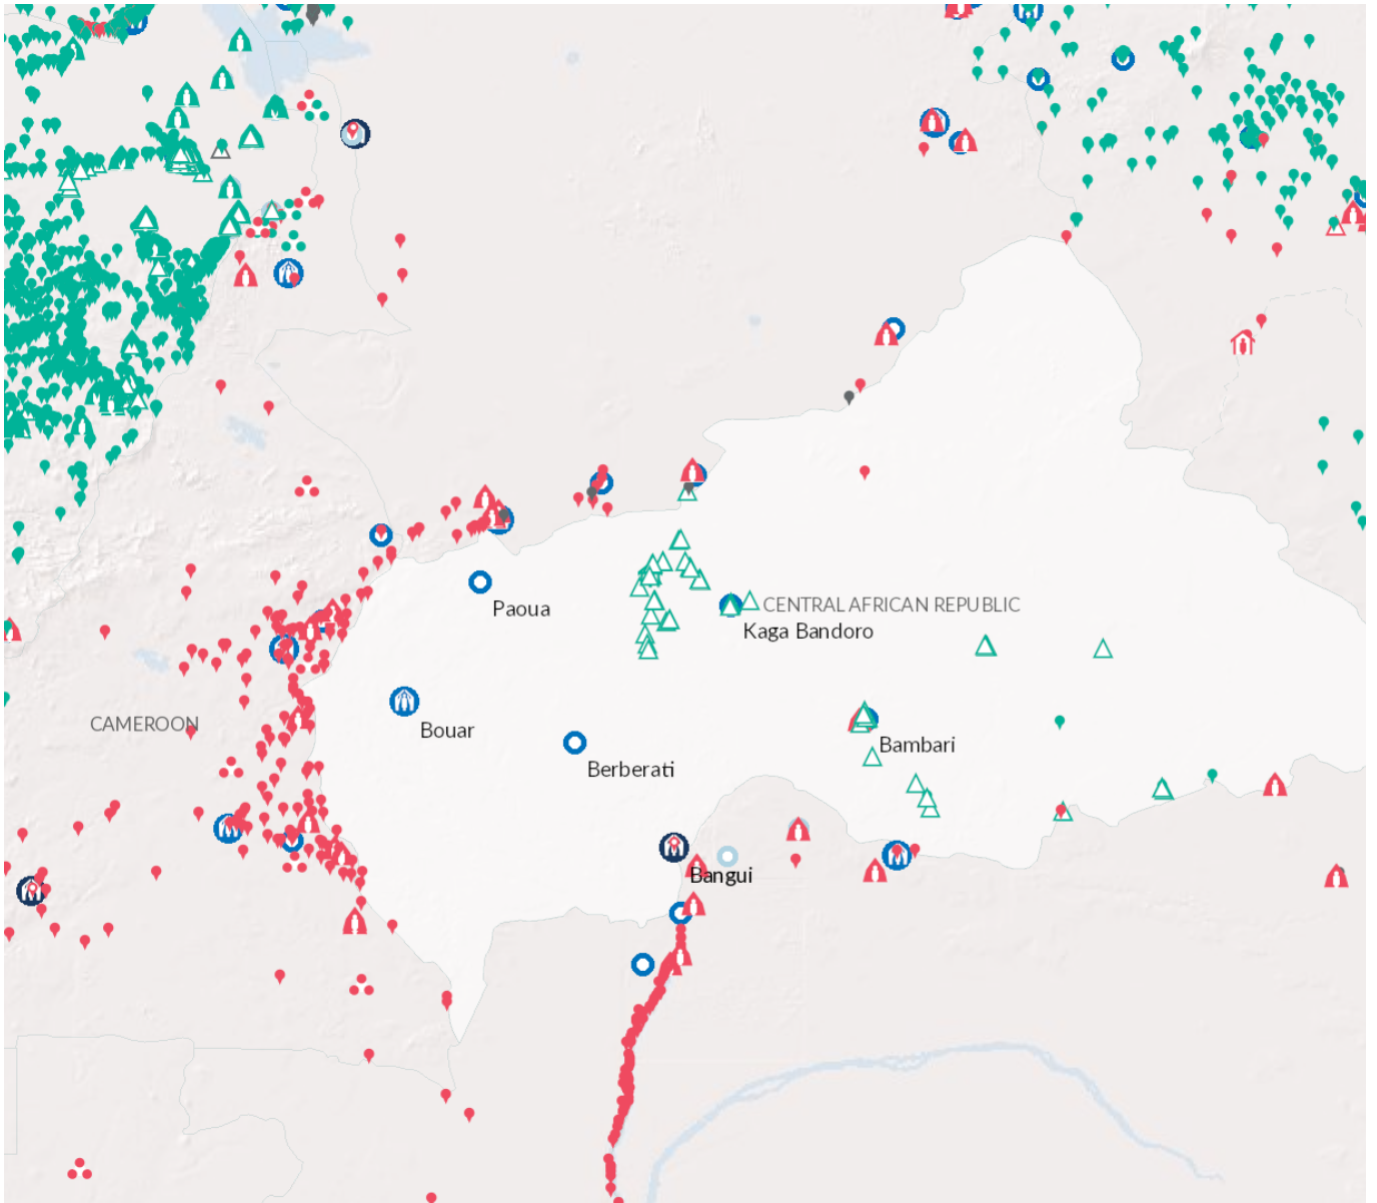 Paoua
CENTRAL AFRICAN REPUBLIC
Kaga Bandoro
CAMEROON
Bouar
Bambari
Berberati
Bangui